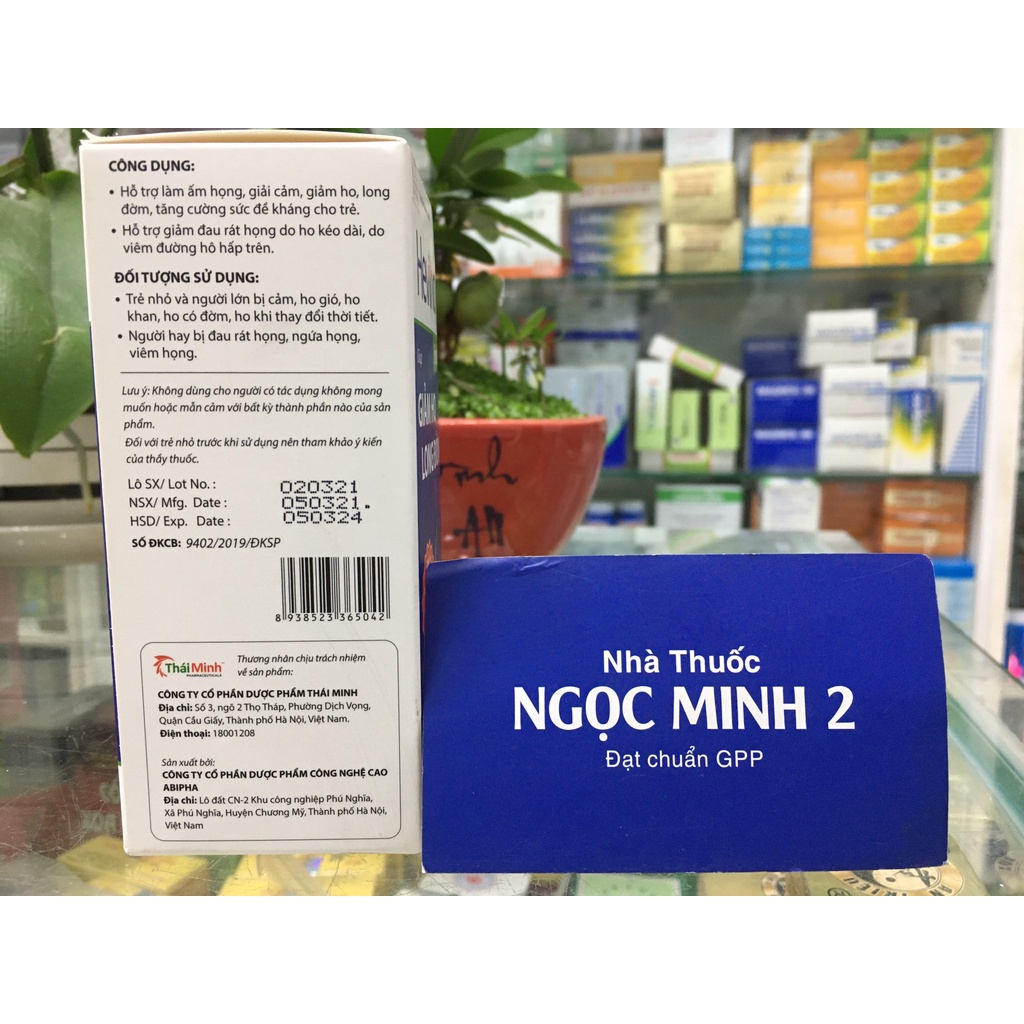 CÔNG DỤNG:
• Hỗ trợ làm ấm họng, giải cảm, giảm ho, long
đờm, tăng cường sức đề kháng cho trẻ.
• Hỗ trợ giảm đau rát họng do ho kéo dài, do
viêm đường hô hấp trên.
ĐỐI TƯỢNG SỬ DỤNG:
• Trẻ nhỏ và người lớn bị cảm, ho gió, ho
khan, ho có đờm, ho khi thay đổi thời tiết.
• Người hay bị đau rát họng, ngứa họng,
viêm họng.
Lưu ý: Không dùng cho người có tác dụng không mong
muốn hoặc mẫn cảm với bất kỳ thành phần nào của sản
phẩm.
Đối với trẻ nhỏ trước khi sử dụng nên tham khảo ý kiến
của thầy thuốc.
Lô SX/ Lot No.: 020321
NSX/ Mfg. Date: 050321.
HSD/ Exp. Date: 050324
SỐ ĐKCB: 9402/2019/ĐKSP
8 938523 365042
Thái Minh
PHARMACEUTICALS
Thương nhân chịu trách nhiệm
về sản phẩm:
CÔNG TY CỔ PHẦN DƯỢC PHẨM THÁI MINH
Địa chỉ: Số 3, ngõ 2 Thọ Tháp, Phường Dịch Vọng,
Quận Cầu Giấy, Thành phố Hà Nội, Việt Nam.
Điện thoại: 18001208
Sản xuất bởi:
CÔNG TY CỔ PHẦN DƯỢC PHẨM CÔNG NGHỆ CAO
ABIPHA
Địa chỉ: Lô đất CN-2 Khu công nghiệp Phú Nghĩa,
Xã Phú Nghĩa, Huyện Chương Mỹ, Thành phố Hà Nội,
Việt Nam
GIẢM HO
Nhà Thuốc
NGỌC MINH 2
Đạt chuẩn GPP